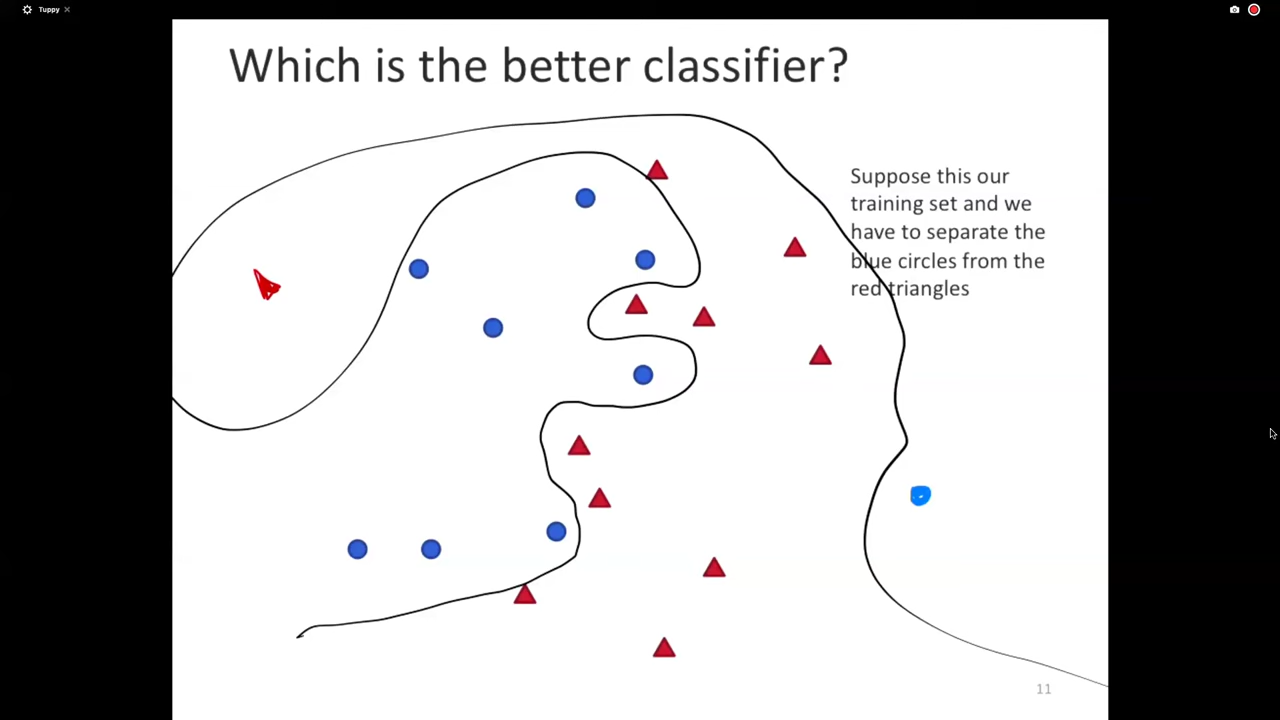 Tuppy
Which is the better classifier?
Suppose this our
training set and we
have to separate the
blue circles from the
red triangles
11